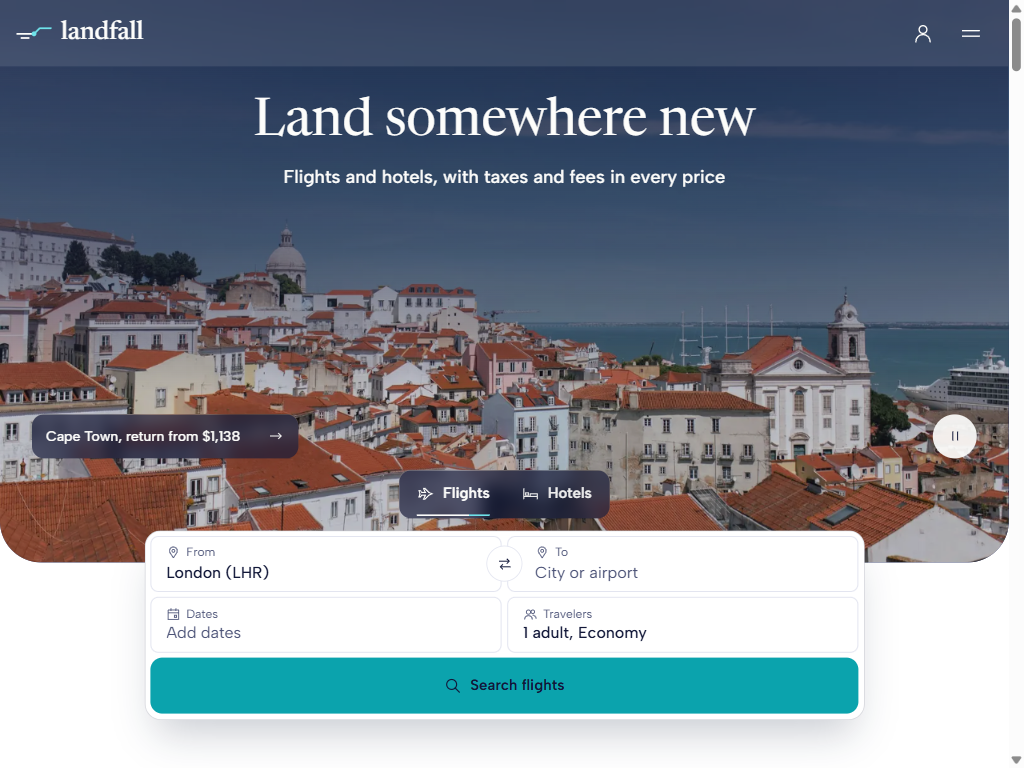 landfall
Land somewhere new
Flights and hotels, with taxes and fees in every price
Cape Town, return from $1,138
Flights
Hotels
From
London (LHR)
To
City or airport
Dates
Add dates
Travelers
1 adult, Economy
Search flights